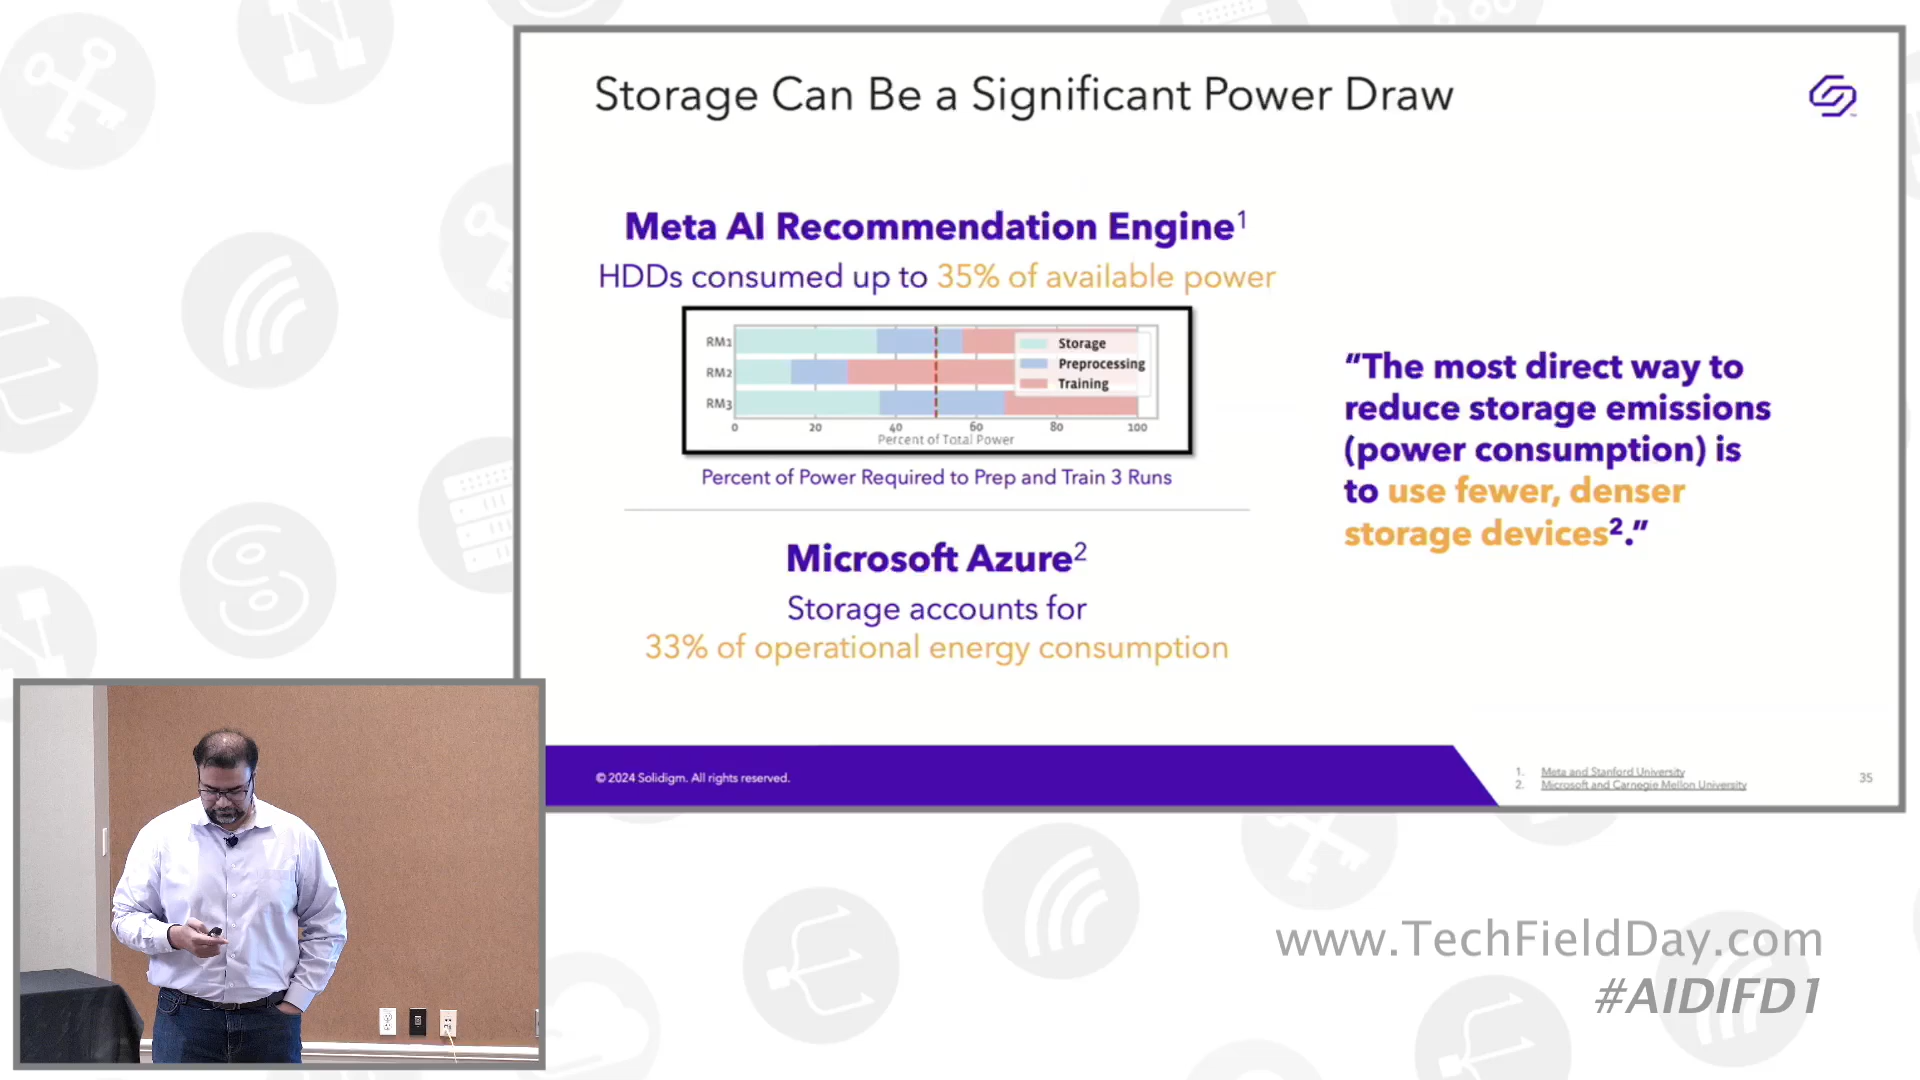 Storage Can Be a Significant Power Draw
Meta AI Recommendation Engine1
HDDs consumed up to 35% of available power
RM1
RM2
RM3
Storage
Preprocessing
Training
0 20 40 60 80 100
Percent of Total Power
Percent of Power Required to Prep and Train 3 Runs
Microsoft Azure2
Storage accounts for
33% of operational energy consumption
“The most direct way to
reduce storage emissions
(power consumption) is
to use fewer, denser
storage devices2.”
© 2024 Solidigm. All rights reserved.
1. Meta and Stanford University
2. Microsoft and Carnegie Mellon University
35
www.TechFieldDay.com
#AIDIFD1